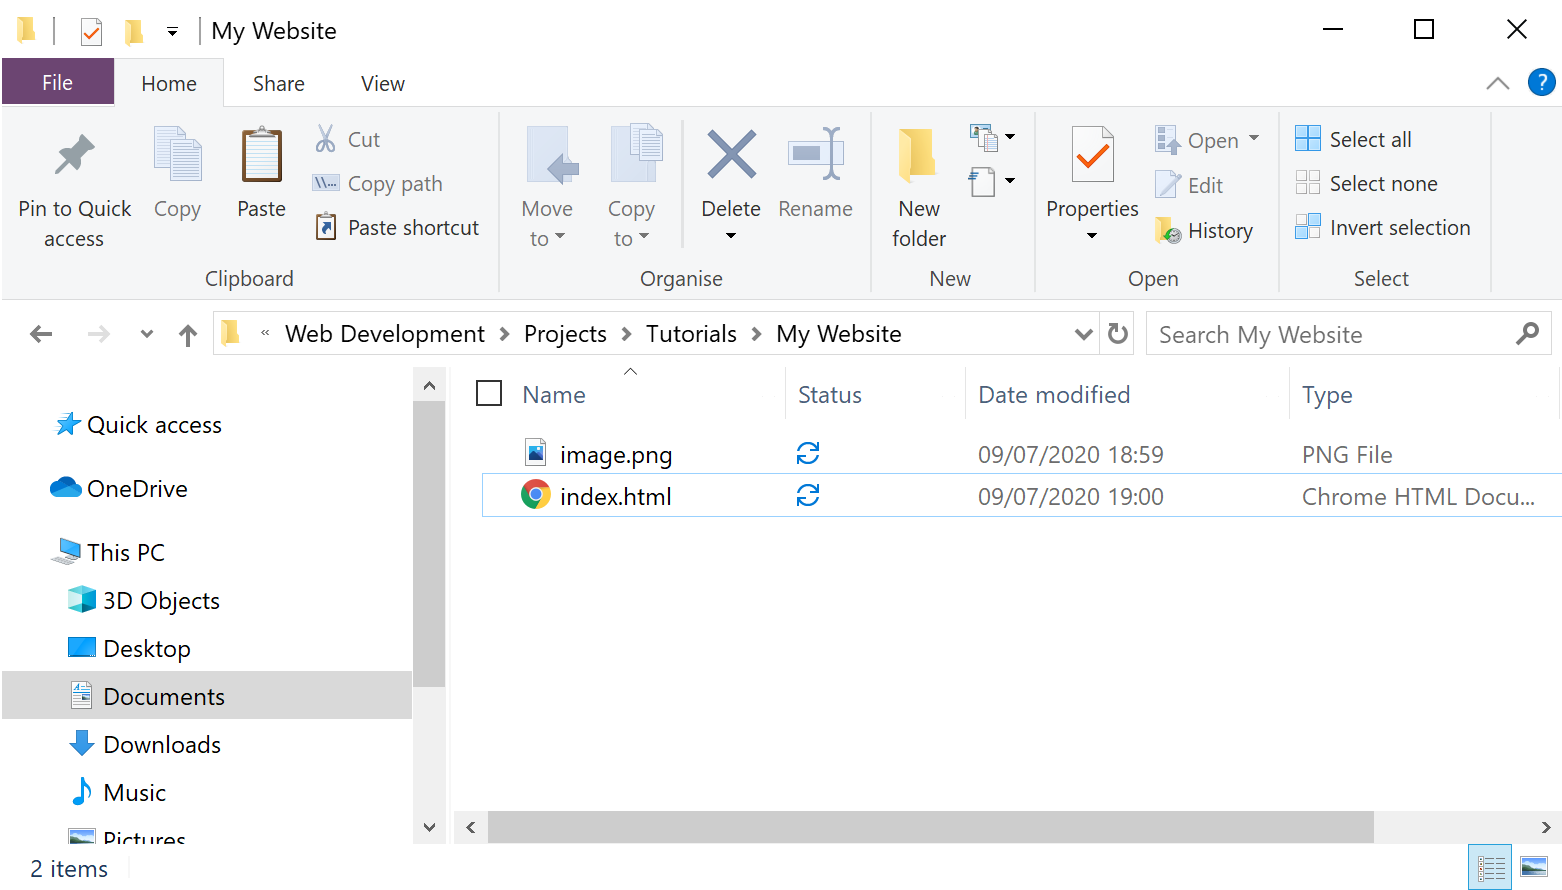 My Website
File Home Share View
?
Pin to Quick access
Copy
Paste
Cut
Copy path
Paste shortcut
Clipboard
Move to
Copy to
Delete
Rename
Organise
New folder
New
Properties
Open
Edit
History
Open
Select all
Select none
Invert selection
Select
« Web Development > Projects > Tutorials > My Website
Search My Website
Name Status Date modified Type
image.png 09/07/2020 18:59 PNG File
index.html 09/07/2020 19:00 Chrome HTML Docu...
Quick access
OneDrive
This PC
3D Objects
Desktop
Documents
Downloads
Music
Pictures
2 items